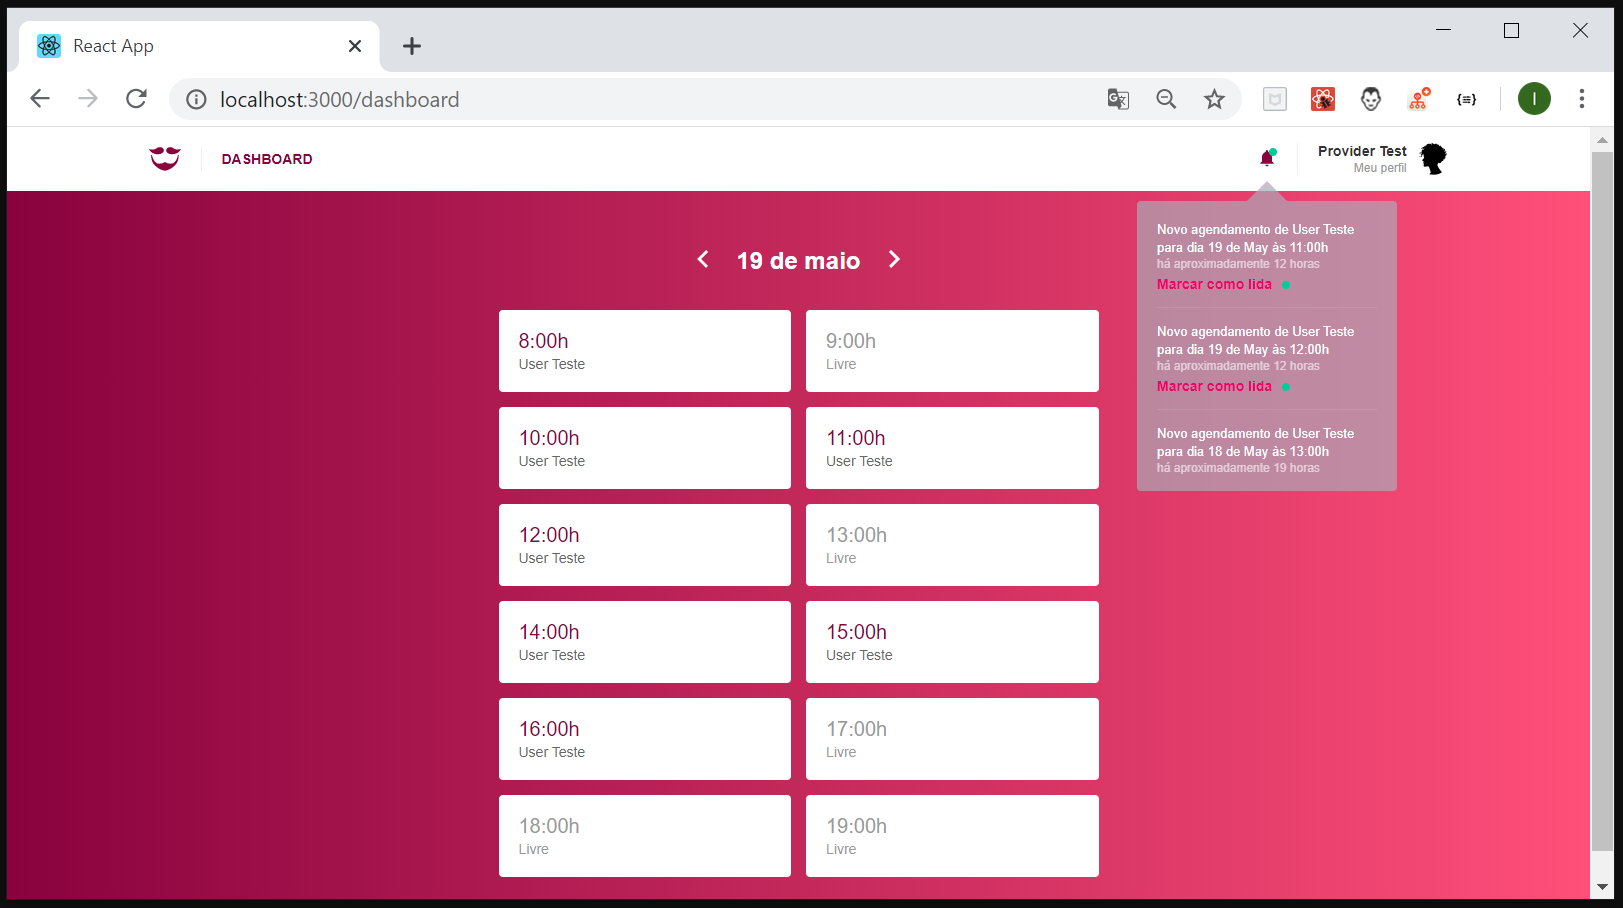 React App
localhost:3000/dashboard
I
DASHBOARD
Provider Test
Meu perfil
19 de maio
8:00h
User Teste
9:00h
Livre
10:00h
User Teste
11:00h
User Teste
12:00h
User Teste
13:00h
Livre
14:00h
User Teste
15:00h
User Teste
16:00h
User Teste
17:00h
Livre
18:00h
Livre
19:00h
Livre
Novo agendamento de User Teste
para dia 19 de May às 11:00h
há aproximadamente 12 horas
Marcar como lida
Novo agendamento de User Teste
para dia 19 de May às 12:00h
há aproximadamente 12 horas
Marcar como lida
Novo agendamento de User Teste
para dia 18 de May às 13:00h
há aproximadamente 19 horas